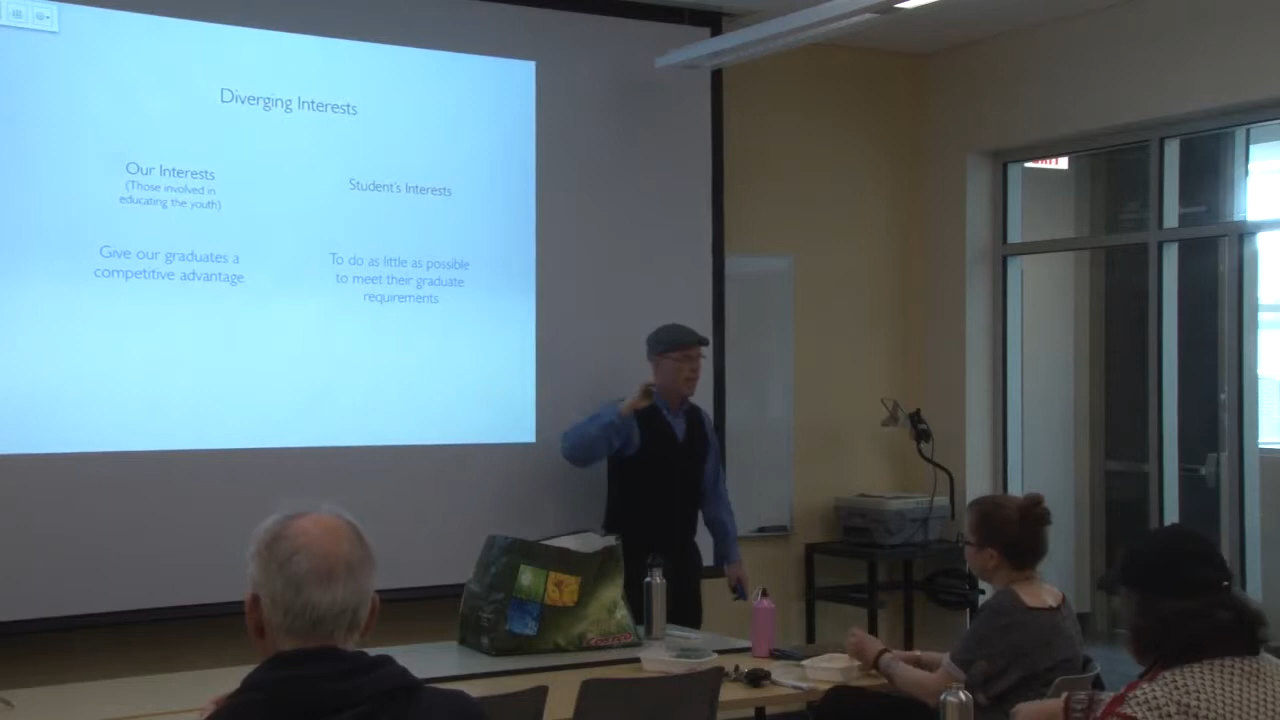 Diverging Interests
Our Interests
(Those involved in
educating the youth)
Student's Interests
Give our graduates a
competitive advantage
To do as little as possible
to meet their graduate
requirements